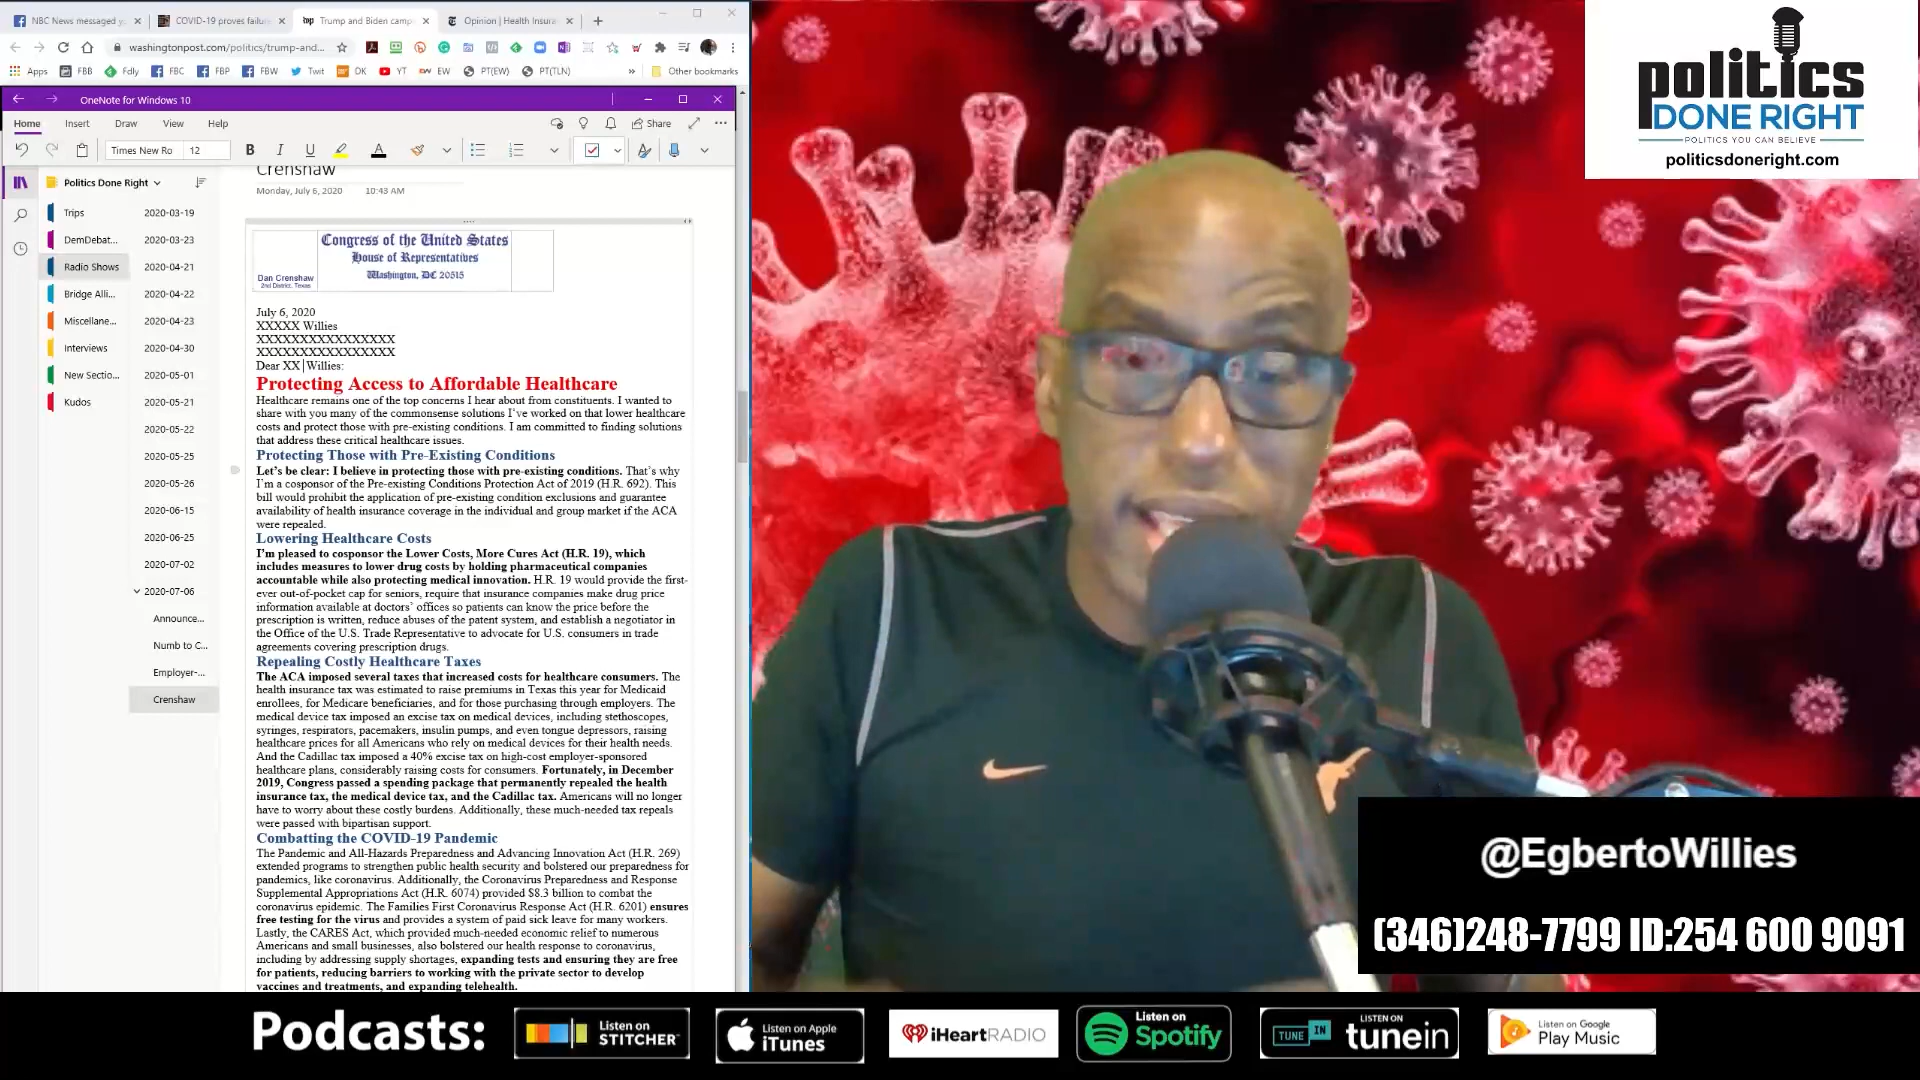 NBC News messaged y
COVID-19 proves failur
Trump and Biden camp
Opinion | Health Insura
washingtonpost.com/politics/trump-and...
Apps
FBB
Fdly
FBC
FBP
FBW
Twit
DK
YT
EW
PT(EW)
PT(TLN)
»
Other bookmarks
OneNote for Windows 10
Home
Insert
Draw
View
Help
Share
Times New Ro
12
B
I
U
A
Politics Done Right
Trips
DemDebat...
Radio Shows
Bridge Alli...
Miscellane...
Interviews
New Sectio...
Kudos
2020-03-19
2020-03-23
2020-04-21
2020-04-22
2020-04-23
2020-04-30
2020-05-01
2020-05-21
2020-05-22
2020-05-25
2020-05-26
2020-06-15
2020-06-25
2020-07-02
2020-07-06
Announce...
Numb to C...
Employer-...
Crenshaw
Crenshaw
Monday, July 6, 2020 10:43 AM
Congress of the United States
House of Representatives
Washington, DC 20515
Dan Crenshaw
2nd District, Texas
July 6, 2020
XXXXX Willies
XXXXXXXXXXXXXXXX
XXXXXXXXXXXXXXXX
Dear XX Willies:
Protecting Access to Affordable Healthcare
Healthcare remains one of the top concerns I hear about from constituents. I wanted to
share with you many of the commonsense solutions I've worked on that lower healthcare
costs and protect those with pre-existing conditions. I am committed to finding solutions
that address these critical healthcare issues.
Protecting Those with Pre-Existing Conditions
Let's be clear: I believe in protecting those with pre-existing conditions. That's why
I'm a cosponsor of the Pre-existing Conditions Protection Act of 2019 (H.R. 692). This
bill would prohibit the application of pre-existing condition exclusions and guarantee
availability of health insurance coverage in the individual and group market if the ACA
were repealed.
Lowering Healthcare Costs
I'm pleased to cosponsor the Lower Costs, More Cures Act (H.R. 19), which
includes measures to lower drug costs by holding pharmaceutical companies
accountable while also protecting medical innovation. H.R. 19 would provide the first-
ever out-of-pocket cap for seniors, require that insurance companies make drug price
information available at doctors' offices so patients can know the price before the
prescription is written, reduce abuses of the patent system, and establish a negotiator in
the Office of the U.S. Trade Representative to advocate for U.S. consumers in trade
agreements covering prescription drugs.
Repealing Costly Healthcare Taxes
The ACA imposed several taxes that increased costs for healthcare consumers. The
health insurance tax was estimated to raise premiums in Texas this year for Medicaid
enrollees, for Medicare beneficiaries, and for those purchasing through employers. The
medical device tax imposed an excise tax on medical devices, including stethoscopes,
syringes, respirators, pacemakers, insulin pumps, and even tongue depressors, raising
healthcare prices for all Americans who rely on medical devices for their health needs.
And the Cadillac tax imposed a 40% excise tax on high-cost employer-sponsored
healthcare plans, considerably raising costs for consumers. Fortunately, in December
2019, Congress passed a spending package that permanently repealed the health
insurance tax, the medical device tax, and the Cadillac tax. Americans will no longer
have to worry about these costly burdens. Additionally, these much-needed tax repeals
were passed with bipartisan support.
Combatting the COVID-19 Pandemic
The Pandemic and All-Hazards Preparedness and Advancing Innovation Act (H.R. 269)
extended programs to strengthen public health security and bolstered our preparedness for
pandemics, like coronavirus. Additionally, the Coronavirus Preparedness and Response
Supplemental Appropriations Act (H.R. 6074) provided $8.3 billion to combat the
coronavirus epidemic. The Families First Coronavirus Response Act (H.R. 6201) ensures
free testing for the virus and provides a system of paid sick leave for many workers.
Lastly, the CARES Act, which provided much-needed economic relief to numerous
Americans and small businesses, also bolstered our health response to coronavirus,
including by addressing supply shortages, expanding tests and ensuring they are free
for patients, reducing barriers to working with the private sector to develop
vaccines and treatments, and expanding telehealth.
politics
DONE RIGHT
POLITICS YOU CAN BELIEVE
politicsdoneright.com
@EgbertoWillies
(346)248-7799 ID:254 600 9091
Podcasts:
Listen on
STITCHER
Listen on Apple
iTunes
iHeartRADIO
Listen on
Spotify
TUNE IN
LISTEN ON
tunein
Listen on Google
Play Music